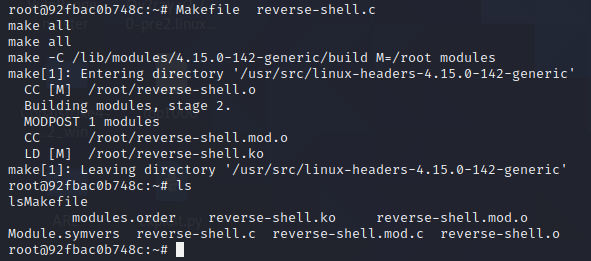 root@92fbac0b748c:~# Makefile  reverse-shell.c
make all
make all
make -C /lib/modules/4.15.0-142-generic/build M=/root modules
make[1]: Entering directory '/usr/src/linux-headers-4.15.0-142-generic'
  CC [M]  /root/reverse-shell.o
  Building modules, stage 2.
  MODPOST 1 modules
  CC      /root/reverse-shell.mod.o
  LD [M]  /root/reverse-shell.ko
make[1]: Leaving directory '/usr/src/linux-headers-4.15.0-142-generic'
root@92fbac0b748c:~# ls
lsMakefile
        modules.order   reverse-shell.ko     reverse-shell.mod.o
Module.symvers  reverse-shell.c  reverse-shell.mod.c  reverse-shell.o
root@92fbac0b748c:~#